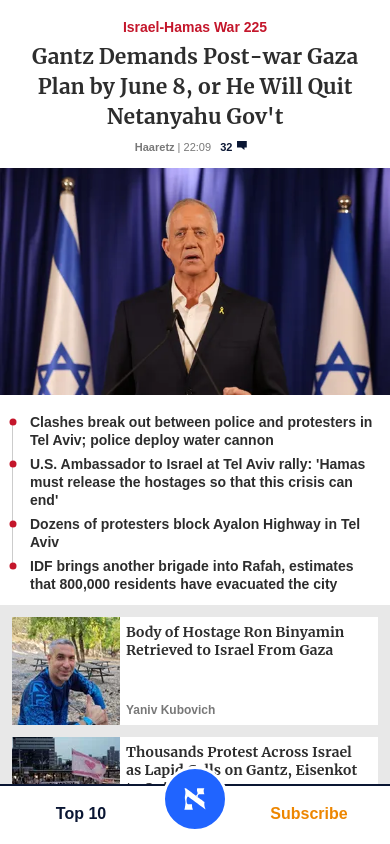 Israel-Hamas War 225
Gantz Demands Post-war Gaza
Plan by June 8, or He Will Quit
Netanyahu Gov't
Haaretz | 22:09 32
Clashes break out between police and protesters in
Tel Aviv; police deploy water cannon
U.S. Ambassador to Israel at Tel Aviv rally: 'Hamas
must release the hostages so that this crisis can
end'
Dozens of protesters block Ayalon Highway in Tel
Aviv
IDF brings another brigade into Rafah, estimates
that 800,000 residents have evacuated the city
Body of Hostage Ron Binyamin
Retrieved to Israel From Gaza
Yaniv Kubovich
Thousands Protest Across Israel
as Lapid Calls on Gantz, Eisenkot
Top 10
Subscribe